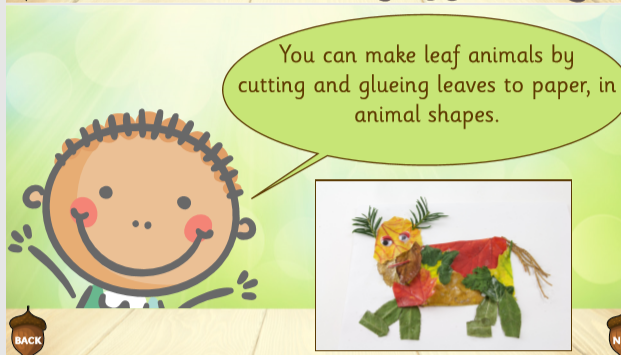 You can make leaf animals by
cutting and glueing leaves to paper, in
animal shapes.
BACK